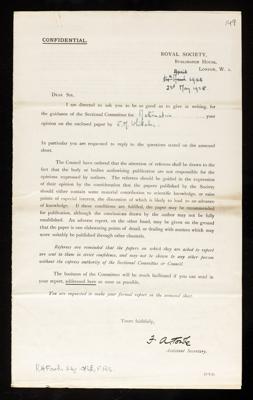 149
CONFIDENTIAL.
ROYAL SOCIETY,
BURLINGTON HOUSE,
LONDON, W. 1.
April
2nd May 1928
DEAR SIR,
I am directed to ask you to be so good as to give in writing, for
the guidance of the Sectional Committee for Mathematics your
opinion on the enclosed paper by
In particular you are requested to reply to the questions stated on the annexed
sheet.
The Council have ordered that the attention of referees shall be drawn to the
fact that the body or bodies authorising publication are not responsible for the
opinions expressed by authors. The referees should be guided in the expression
of their opinion by the consideration that the papers published by the Society
should either contain some material contribution to scientific knowledge, or raise
points of especial interest, the discussion of which is likely to lead to an advance
of knowledge. If these conditions are fulfilled, the paper may be recommended
for publication, although the conclusions drawn by the author may not be fully
established. An adverse report, on the other hand, may be given on the ground
that the paper is one elaborating points of detail, or dealing with matters which may
more suitably be published through other channels.
Referees are reminded that the papers on which they are asked to report
are sent to them in strict confidence, and may not be shown to any other person
without the express authority of the Sectional Committee or Council.
The business of the Committee will be much facilitated if you can send in your
report, addressed here as soon as possible.
You are requested to make your formal report on the annexed sheet.
Yours faithfully,
Assistant Secretary.
F.R.S.